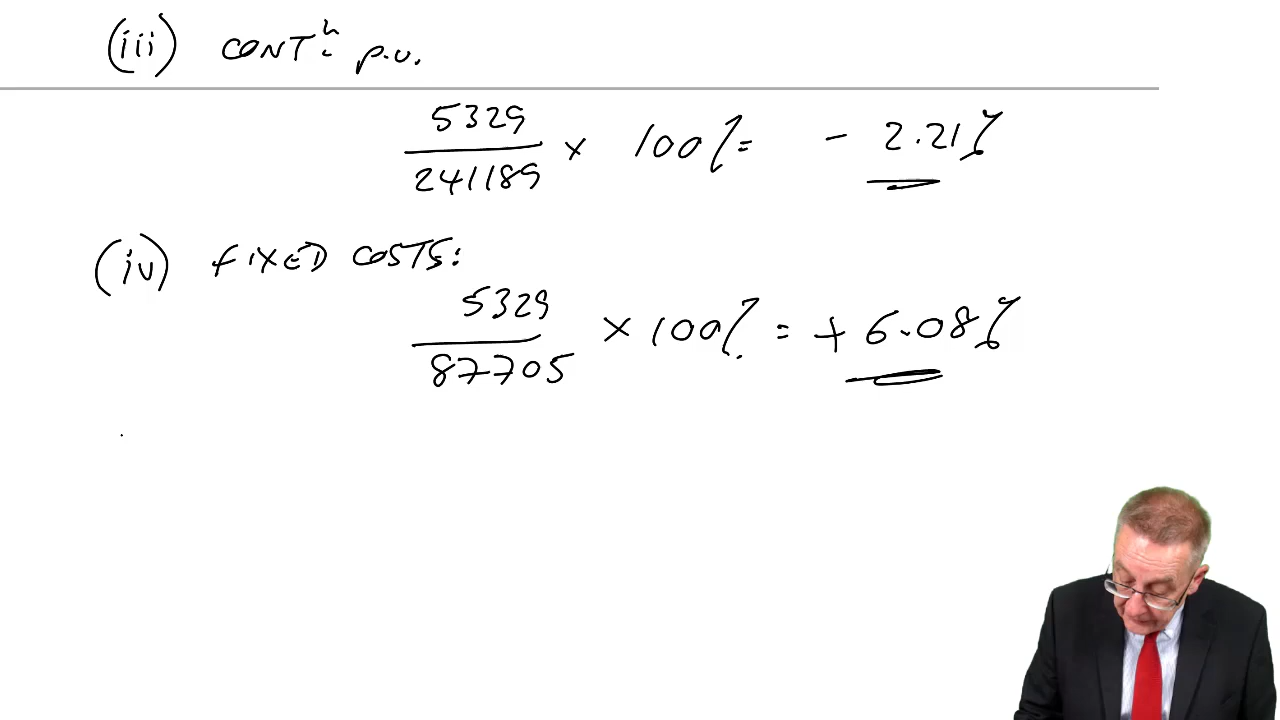 (iii) CONTⁿ p.u.
5329
241189 × 100% = - 2.21%
(iv) FIXED COSTS:
5329
87705 × 100% = + 6.08%